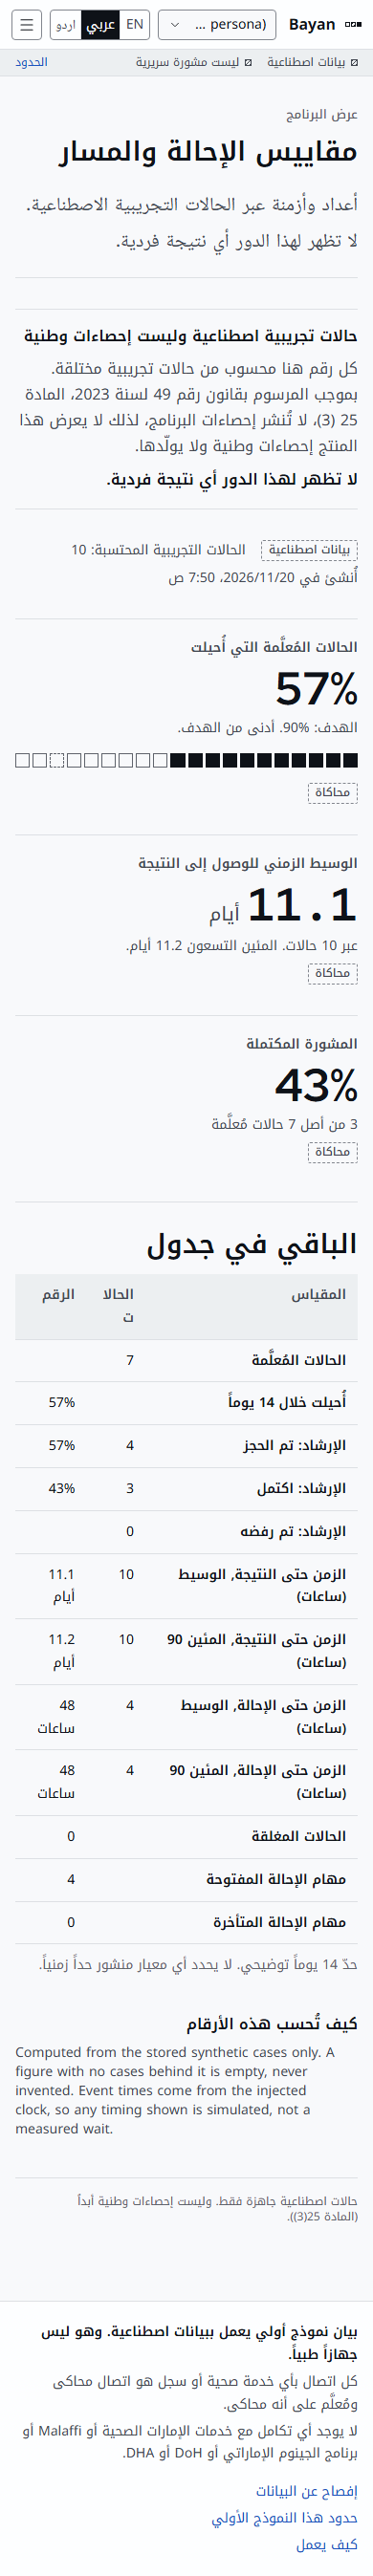 Bayan
(persona ...
EN
عربي
اردو
بيانات اصطناعية
ليست مشورة سريرية
الحدود
عرض البرنامج
مقاييس الإحالة والمسار
أعداد وأزمنة عبر الحالات التجريبية الاصطناعية.
لا تظهر لهذا الدور أي نتيجة فردية.
حالات تجريبية اصطناعية وليست إحصاءات وطنية
كل رقم هنا محسوب من حالات تجريبية مختلقة.
بموجب المرسوم بقانون رقم 49 لسنة 2023، المادة
25 (3)، لا تُنشر إحصاءات البرنامج، لذلك لا يعرض هذا
المنتج إحصاءات وطنية ولا يولّدها.
لا تظهر لهذا الدور أي نتيجة فردية.
بيانات اصطناعية
الحالات التجريبية المحتسبة: 10
أُنشئ في 2026/11/20، 7:50 ص
الحالات المُعلَّمة التي أُحيلت
57%
الهدف: 90%. أدنى من الهدف.
محاكاة
الوسيط الزمني للوصول إلى النتيجة
11.1 أيام
عبر 10 حالات. المئين التسعون 11.2 أيام.
محاكاة
المشورة المكتملة
43%
3 من أصل 7 حالات مُعلَّمة
محاكاة
الباقي في جدول
المقياس الحالا الرقم
ت
الحالات المُعلَّمة 7
أُحيلت خلال 14 يوماً 57%
الإرشاد: تم الحجز 4 57%
الإرشاد: اكتمل 3 43%
الإرشاد: تم رفضه 0
الزمن حتى النتيجة, الوسيط 10 11.1
(ساعات) أيام
الزمن حتى النتيجة, المئين 90 10 11.2
(ساعات) أيام
الزمن حتى الإحالة, الوسيط 4 48
(ساعات) ساعات
الزمن حتى الإحالة, المئين 90 4 48
(ساعات) ساعات
الحالات المغلقة 0
مهام الإحالة المفتوحة 4
مهام الإحالة المتأخرة 0
حدّ 14 يوماً توضيحي. لا يحدد أي معيار منشور حداً زمنياً.
كيف تُحسب هذه الأرقام
Computed from the stored synthetic cases only. A
figure with no cases behind it is empty, never
invented. Event times come from the injected
clock, so any timing shown is simulated, not a
measured wait.
حالات اصطناعية جاهزة فقط. وليست إحصاءات وطنية أبداً
(المادة 25(3)).
بيان نموذج أولي يعمل ببيانات اصطناعية. وهو ليس
جهازاً طبياً.
كل اتصال بأي خدمة صحية أو سجل هو اتصال محاكى
ومُعلَّم على أنه محاكى.
لا يوجد أي تكامل مع خدمات الإمارات الصحية أو Malaffi أو
برنامج الجينوم الإماراتي أو DoH أو DHA.
إفصاح عن البيانات
حدود هذا النموذج الأولي
كيف يعمل